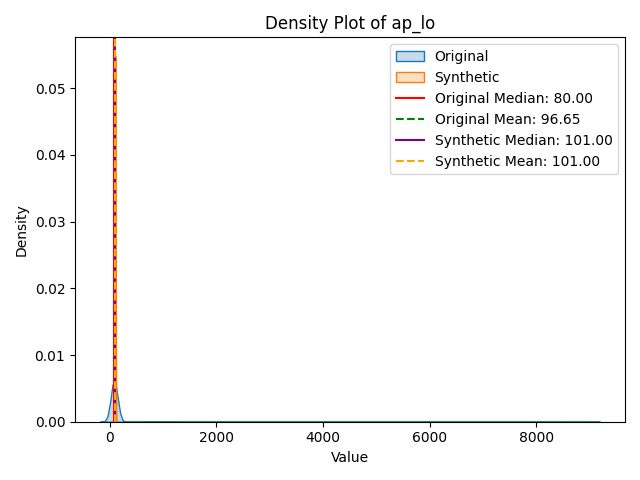 Density Plot of ap_lo
Original
Synthetic
Original Median: 80.00
Original Mean: 96.65
Synthetic Median: 101.00
Synthetic Mean: 101.00
Density
0.05
0.04
0.03
0.02
0.01
0.00
0
2000
4000
6000
8000
Value